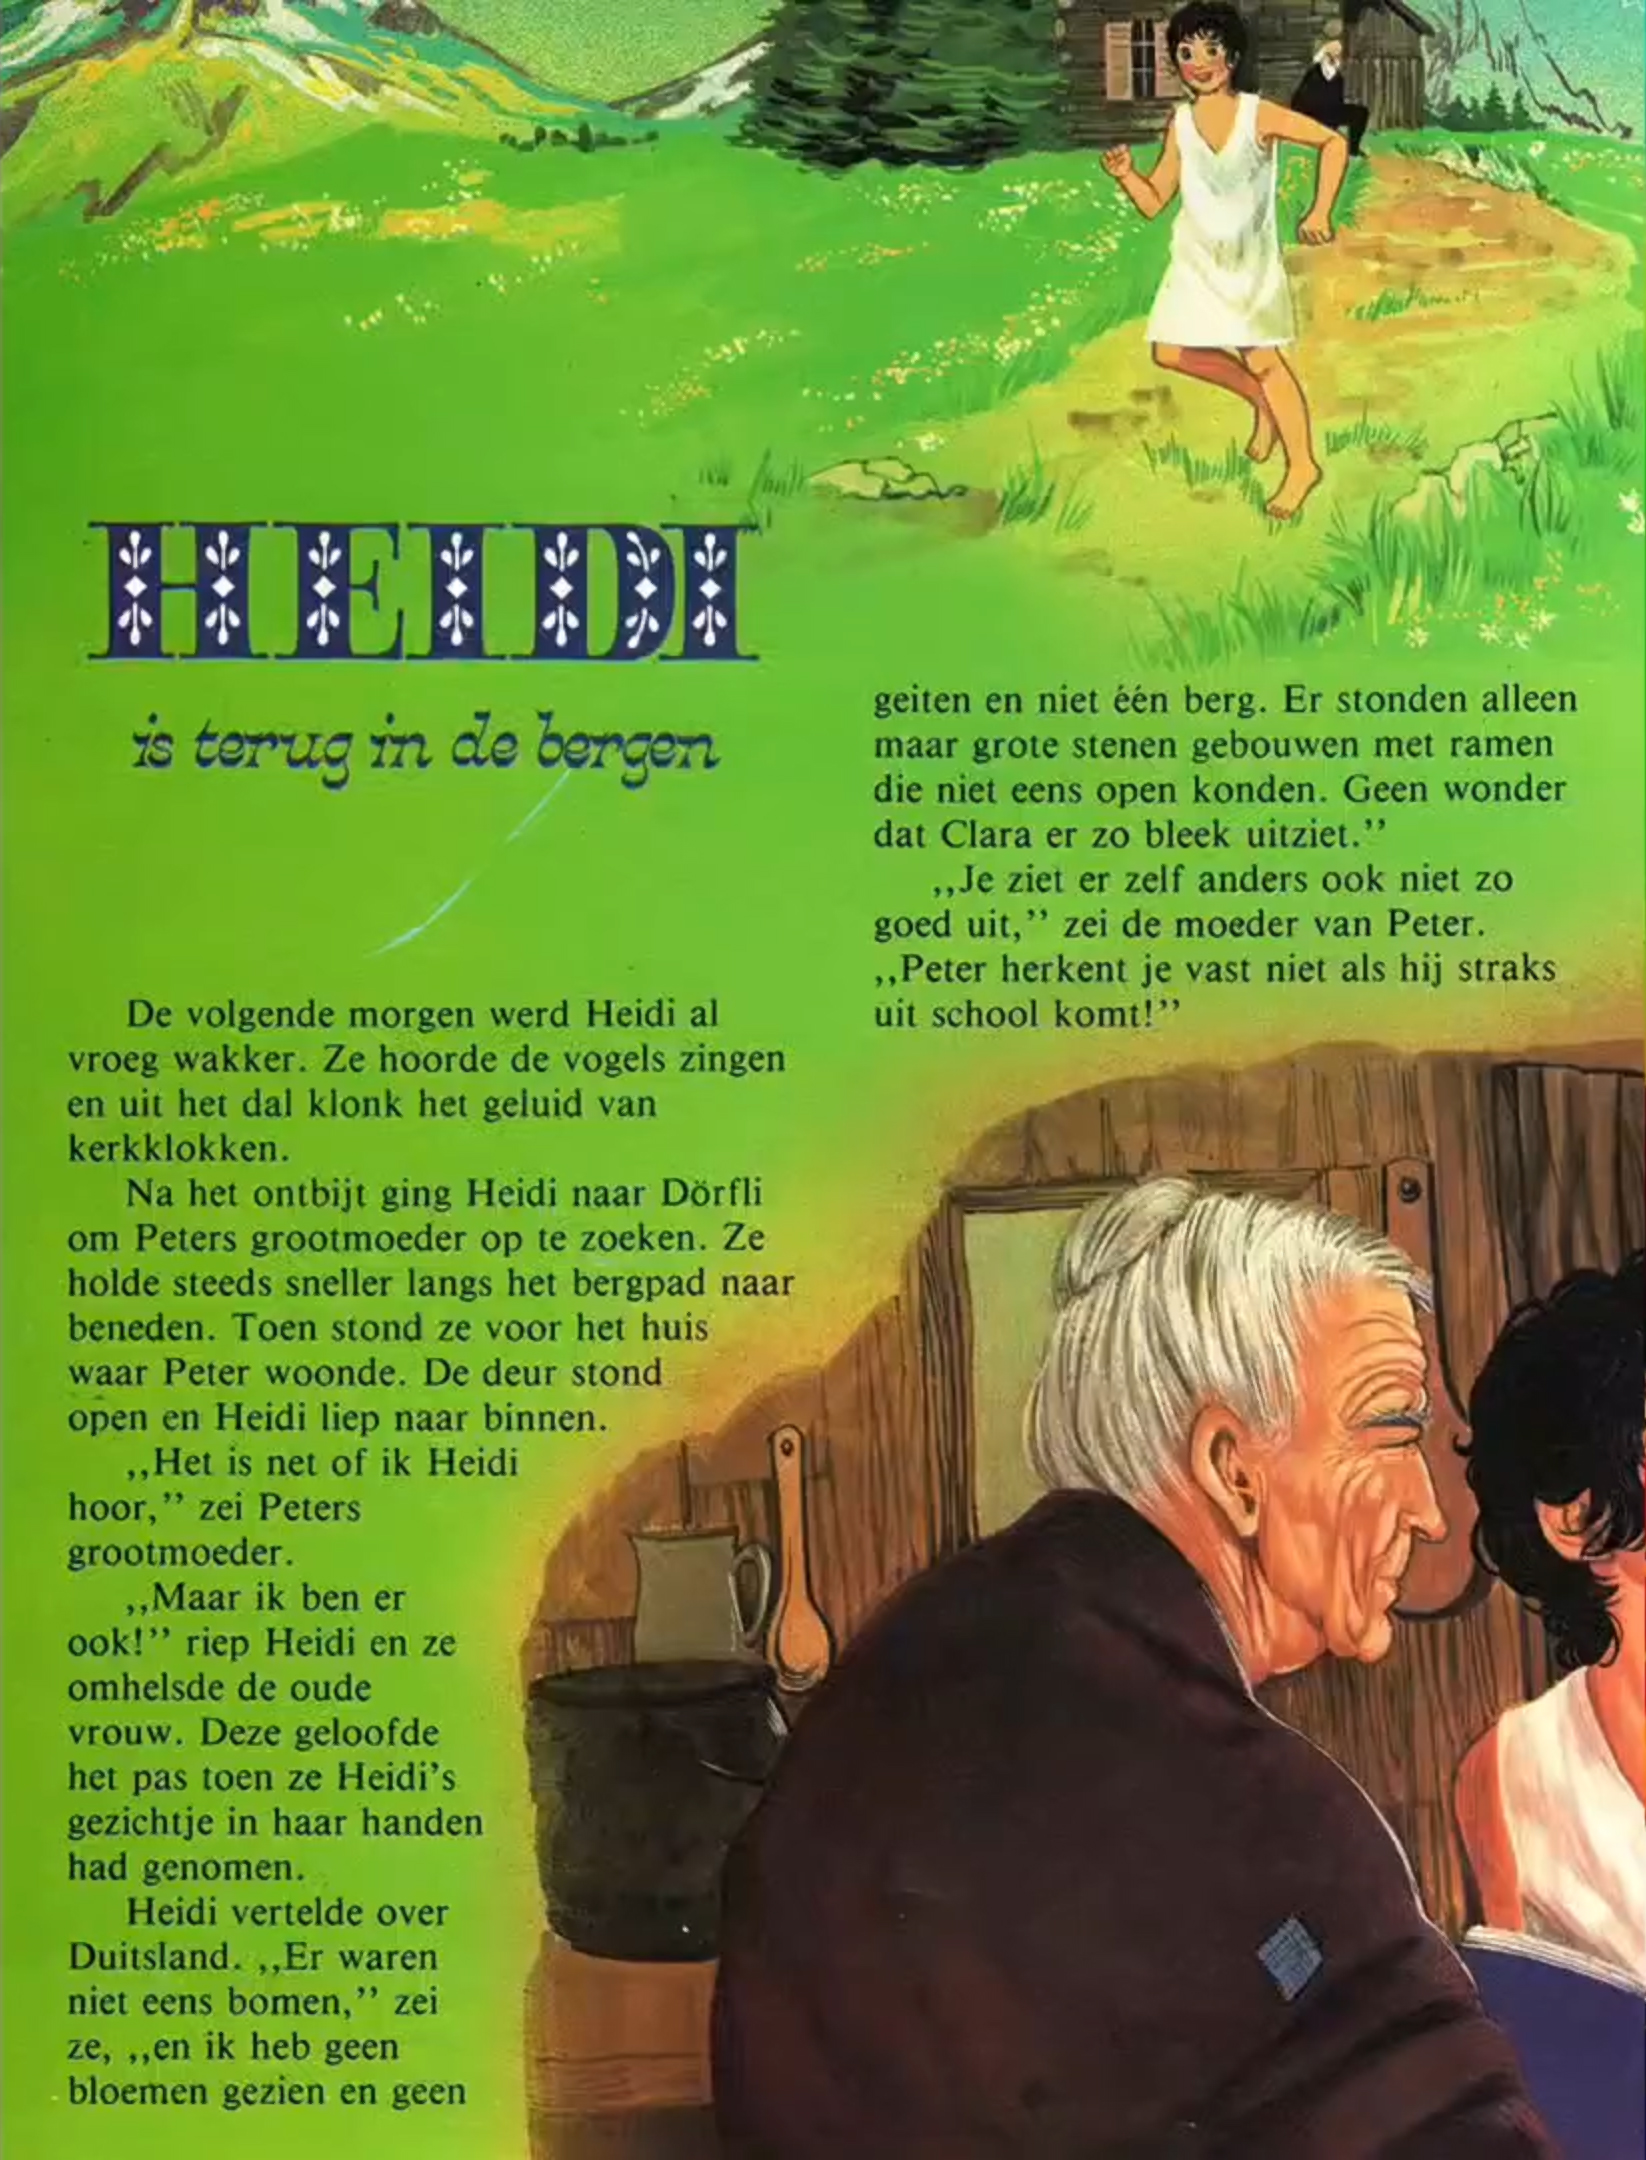 HEIDI
is terug in de bergen
De volgende morgen werd Heidi al
vroeg wakker. Ze hoorde de vogels zingen
en uit het dal klonk het geluid van
kerkklokken.
Na het ontbijt ging Heidi naar Dörfli
om Peters grootmoeder op te zoeken. Ze
holde steeds sneller langs het bergpad naar
beneden. Toen stond ze voor het huis
waar Peter woonde. De deur stond
open en Heidi liep naar binnen.
,,Het is net of ik Heidi
hoor,’’ zei Peters
grootmoeder.
,,Maar ik ben er
ook!’’ riep Heidi en ze
omhelsde de oude
vrouw. Deze geloofde
het pas toen ze Heidi’s
gezichtje in haar handen
had genomen.
Heidi vertelde over
Duitsland. ,,Er waren
niet eens bomen,’’ zei
ze, ,,en ik heb geen
bloemen gezien en geen
geiten en niet één berg. Er stonden alleen
maar grote stenen gebouwen met ramen
die niet eens open konden. Geen wonder
dat Clara er zo bleek uitziet.’’
,,Je ziet er zelf anders ook niet zo
goed uit,’’ zei de moeder van Peter.
,,Peter herkent je vast niet als hij straks
uit school komt!’’